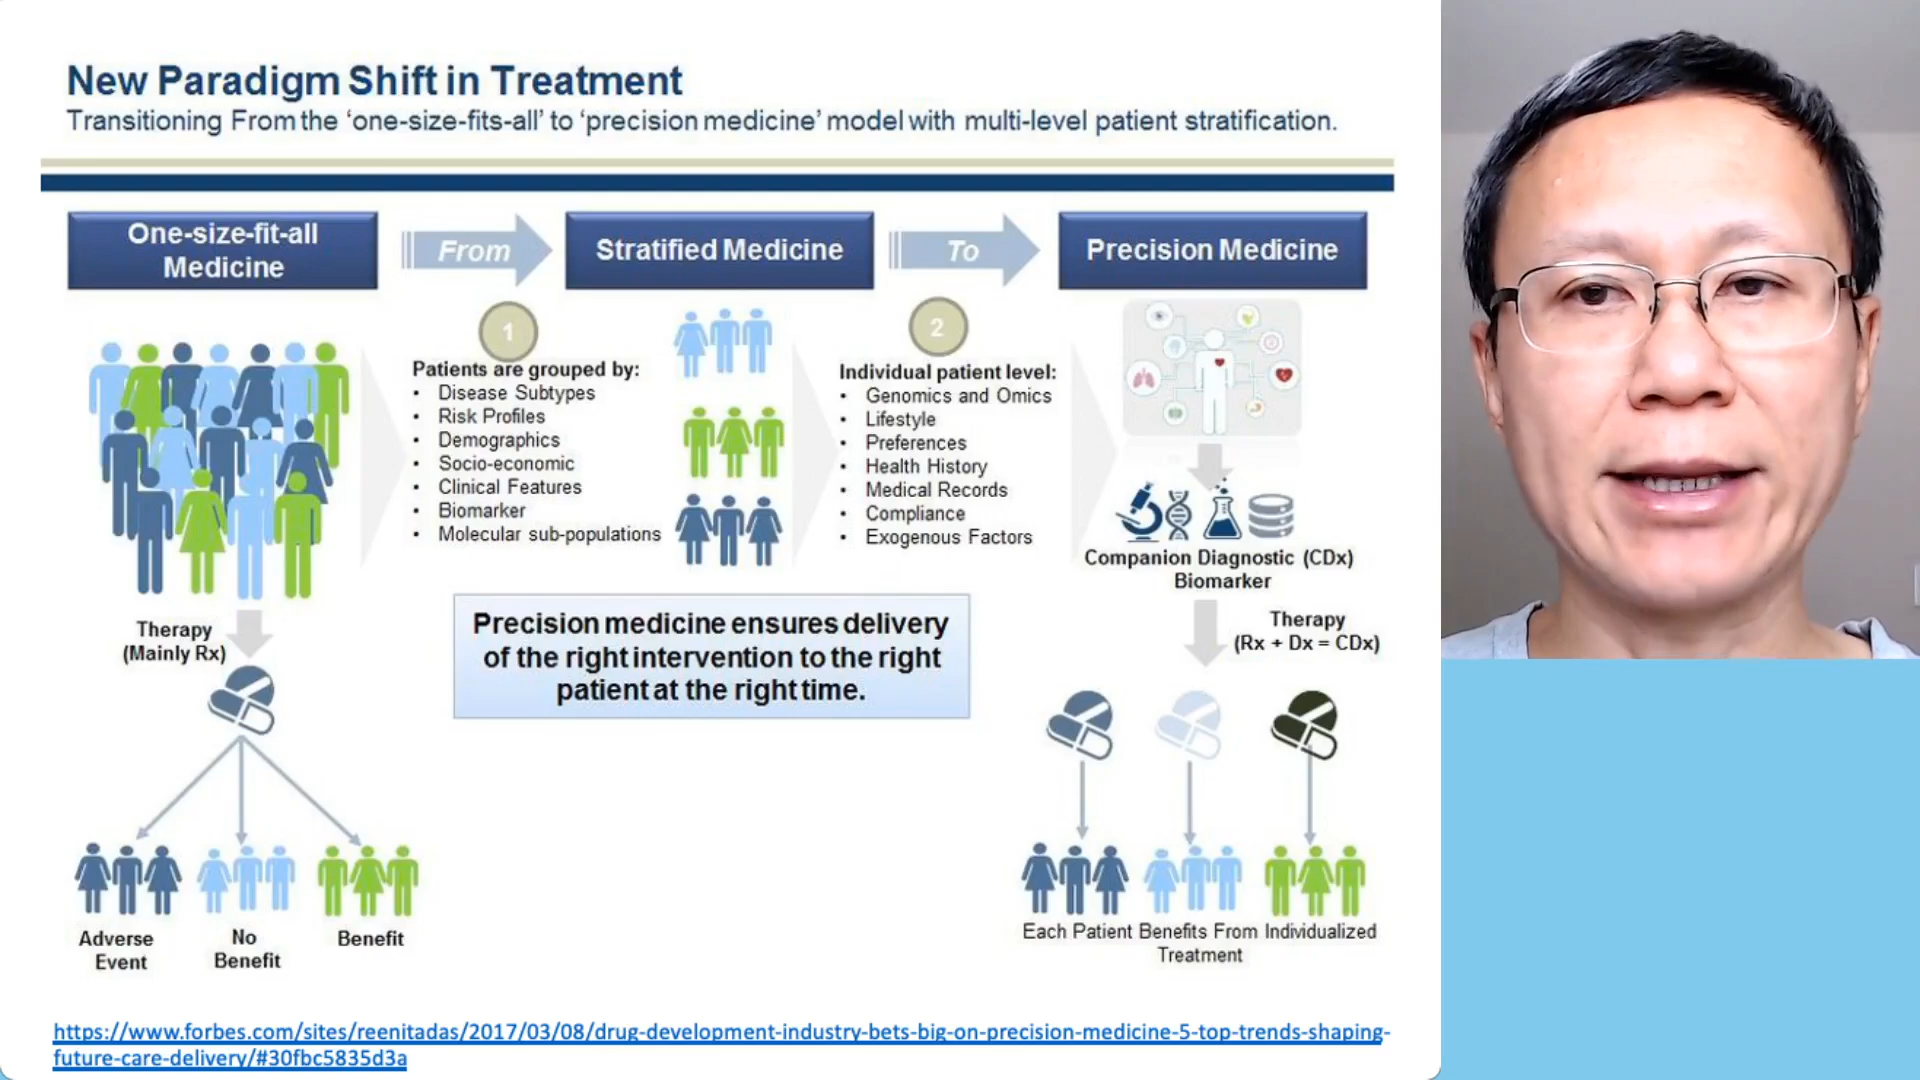 New Paradigm Shift in Treatment
Transitioning From the ‘one-size-fits-all’ to ‘precision medicine’ model with multi-level patient stratification.
One-size-fit-all
Medicine
From
Stratified Medicine
To
Precision Medicine
1
Patients are grouped by:
• Disease Subtypes
• Risk Profiles
• Demographics
• Socio-economic
• Clinical Features
• Biomarker
• Molecular sub-populations
2
Individual patient level:
• Genomics and Omics
• Lifestyle
• Preferences
• Health History
• Medical Records
• Compliance
• Exogenous Factors
Companion Diagnostic (CDx)
Biomarker
Therapy
(Mainly Rx)
Precision medicine ensures delivery
of the right intervention to the right
patient at the right time.
Therapy
(Rx + Dx = CDx)
Adverse
Event
No
Benefit
Benefit
Each Patient Benefits From Individualized
Treatment
https://www.forbes.com/sites/reenitadas/2017/03/08/drug-development-industry-bets-big-on-precision-medicine-5-top-trends-shaping-
future-care-delivery/#30fbc5835d3a